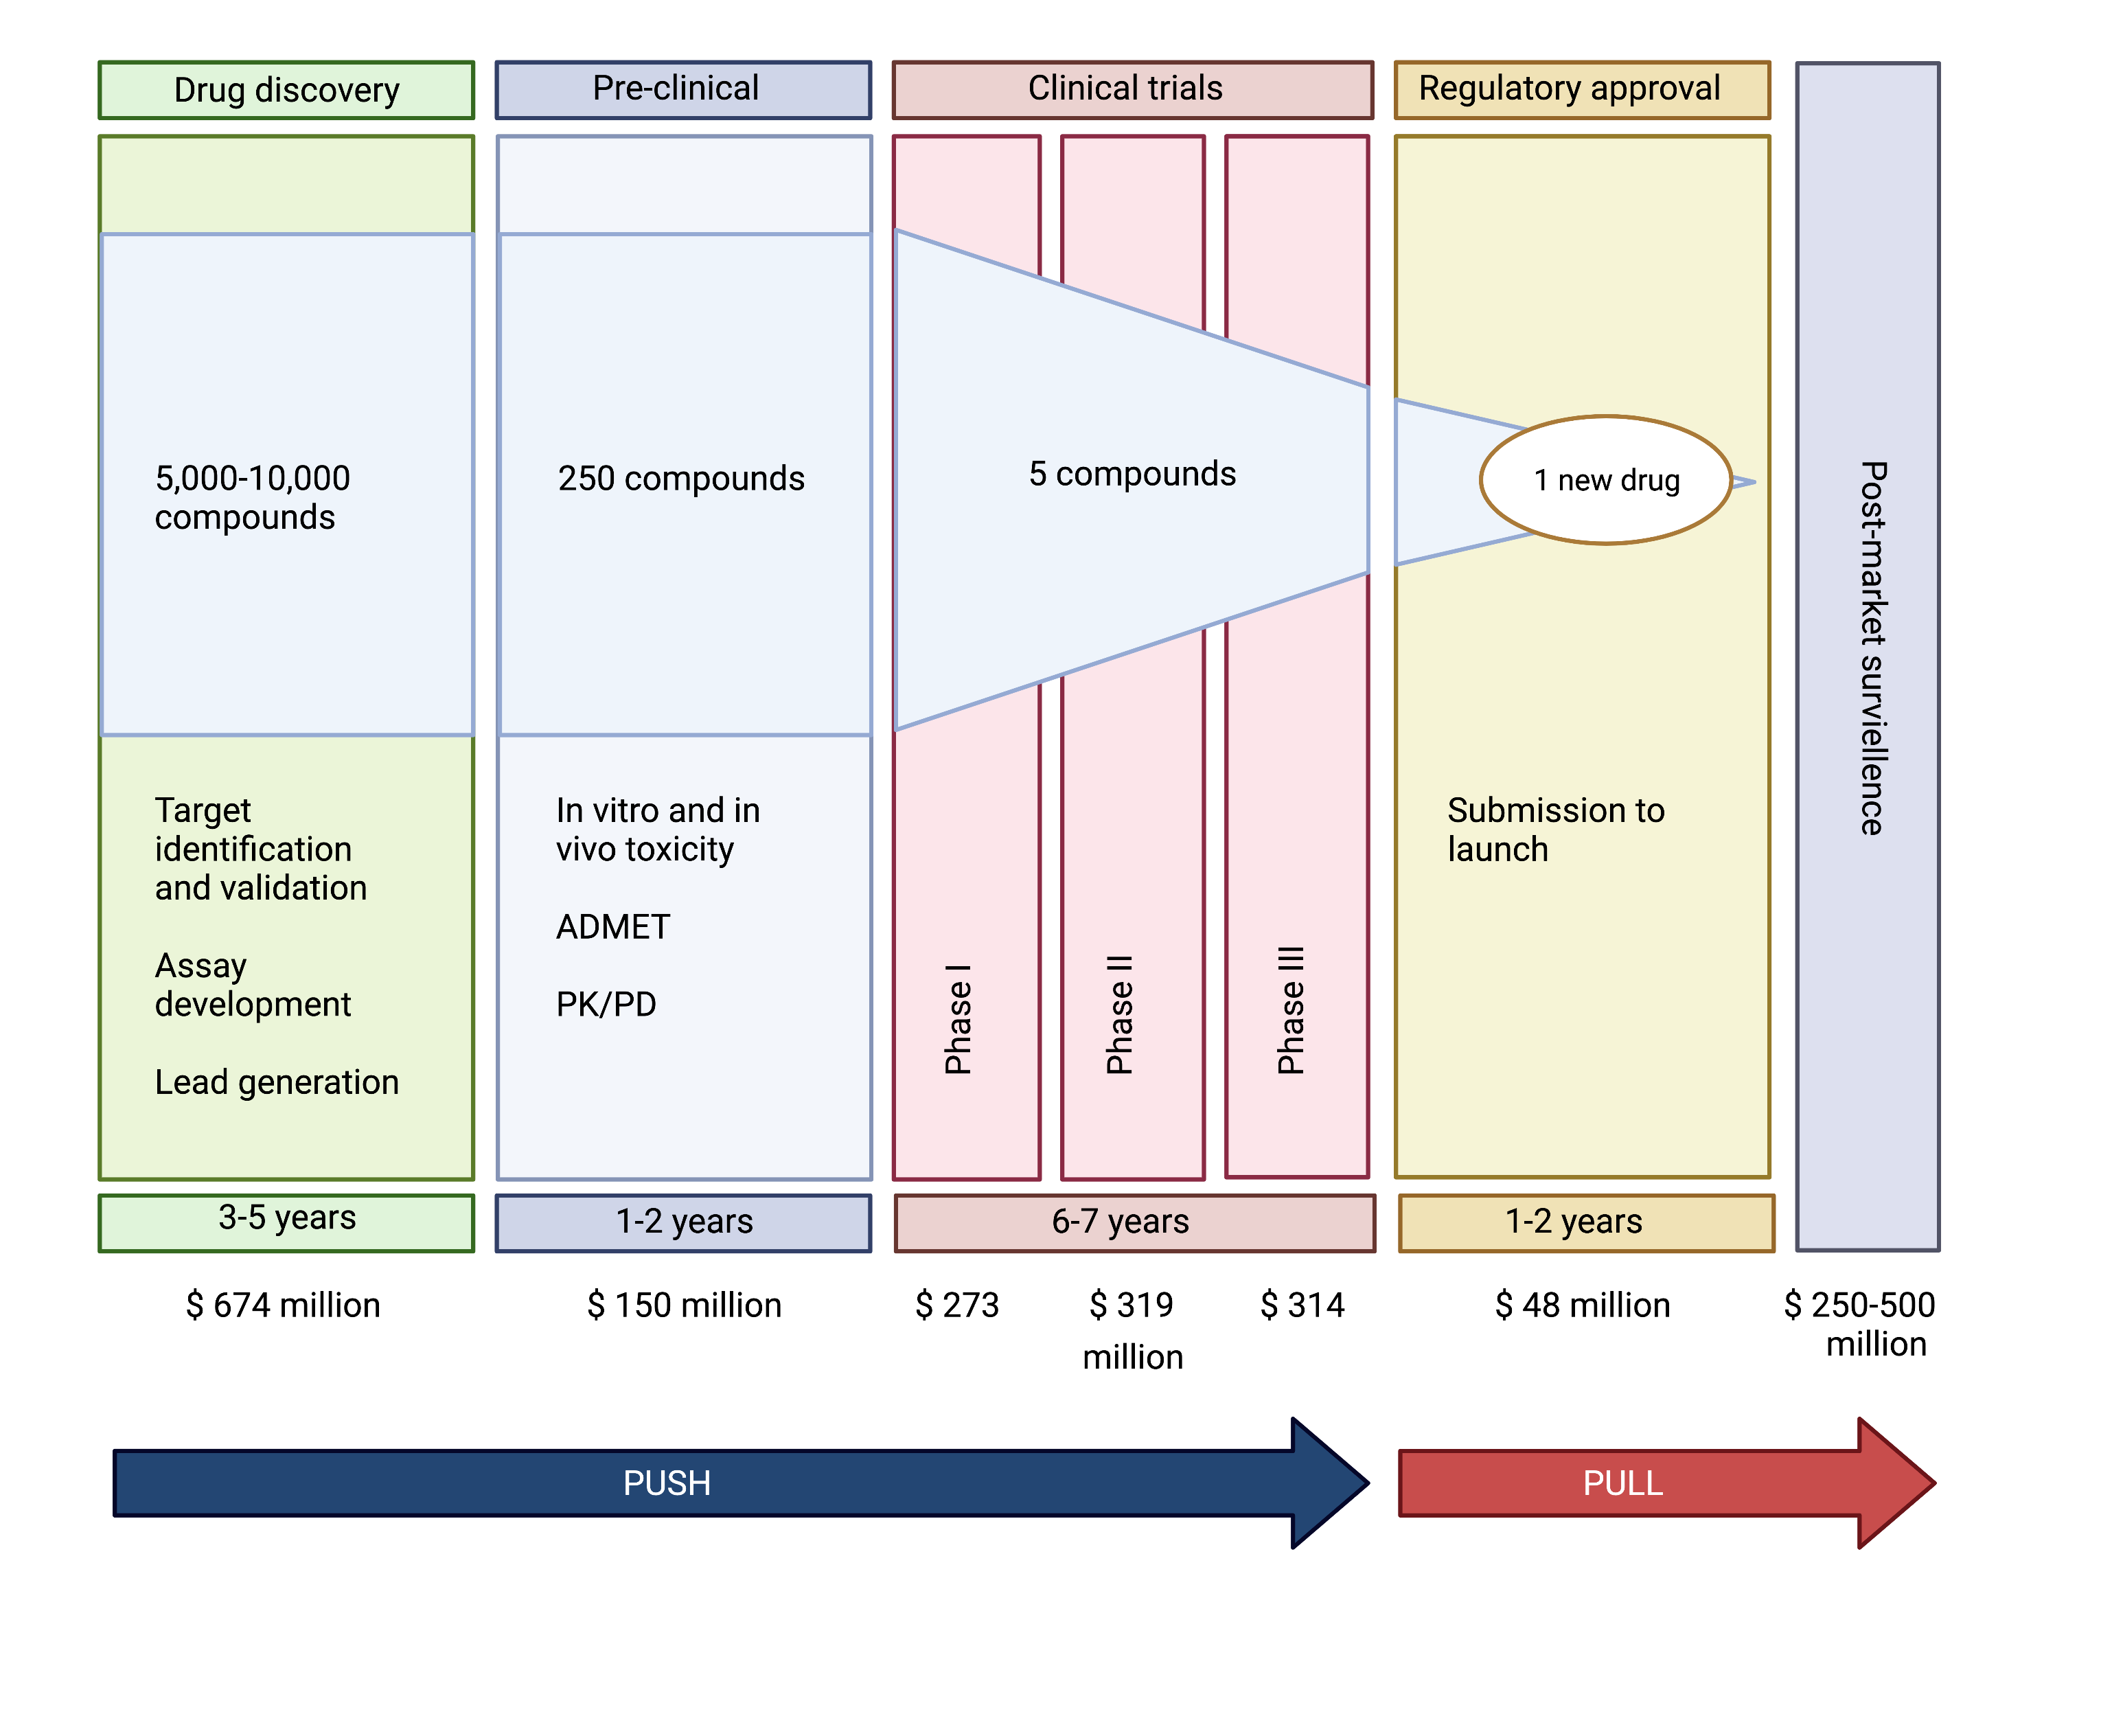 Drug discovery
Pre-clinical
Clinical trials
Regulatory approval
5,000-10,000
compounds
250 compounds
5 compounds
1 new drug
Post-market surviellence
Target
identification
and validation
Assay
development
Lead generation
In vitro and in
vivo toxicity
ADMET
PK/PD
Phase I
Phase II
Phase III
Submission to
launch
3-5 years
1-2 years
6-7 years
1-2 years
$ 674 million
$ 150 million
$ 273
$ 319
$ 314
million
$ 48 million
$ 250-500
million
PUSH
PULL